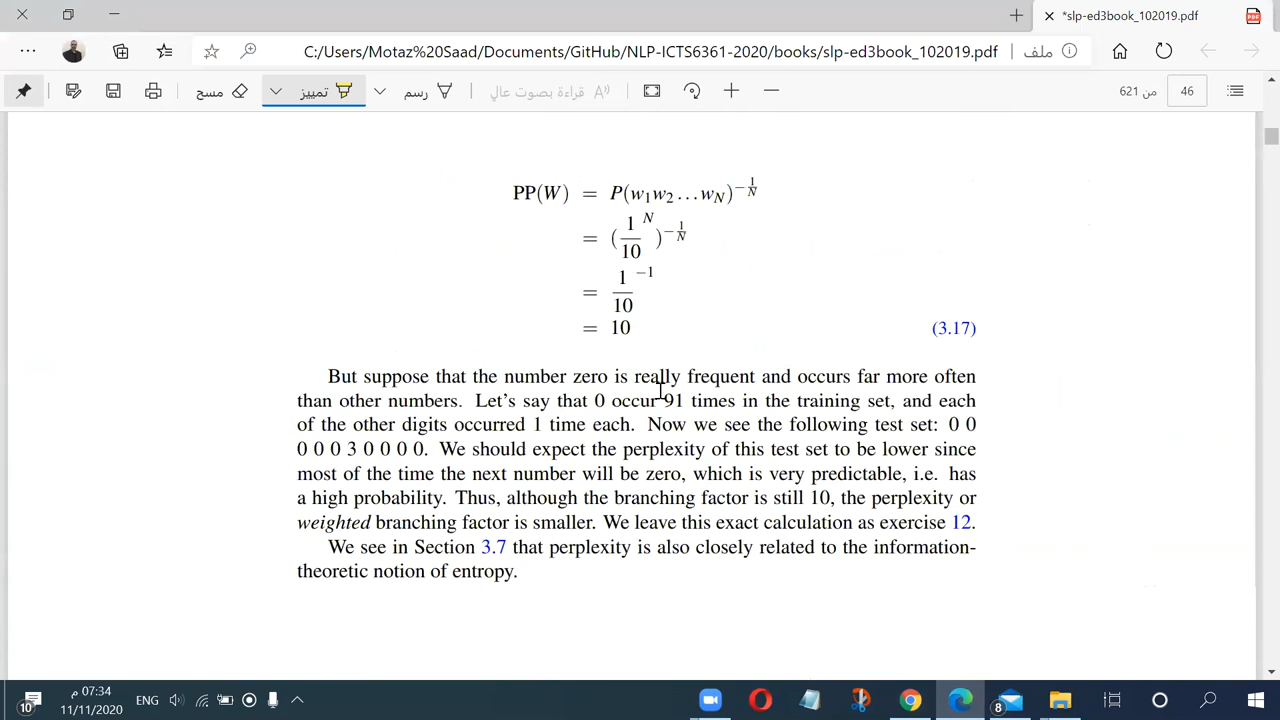 *slp-ed3book_102019.pdf
C:/Users/Motaz%20Saad/Documents/GitHub/NLP-ICTS6361-2020/books/slp-ed3book_102019.pdf
ملف
مسح
تمييز
رسم
قراءة بصوت عالٍ
من 621
46
PP(W) = P(w₁w₂…w_N)^(−1/N)
= (1/10^N)^(−1/N)
= 1/10^(−1)
= 10 (3.17)
But suppose that the number zero is really frequent and occurs far more often
than other numbers. Let's say that 0 occur 91 times in the training set, and each
of the other digits occurred 1 time each. Now we see the following test set: 0 0
0 0 0 3 0 0 0 0. We should expect the perplexity of this test set to be lower since
most of the time the next number will be zero, which is very predictable, i.e. has
a high probability. Thus, although the branching factor is still 10, the perplexity or
weighted branching factor is smaller. We leave this exact calculation as exercise 12.
We see in Section 3.7 that perplexity is also closely related to the information-
theoretic notion of entropy.
10
07:34 م
11/11/2020
ENG
8